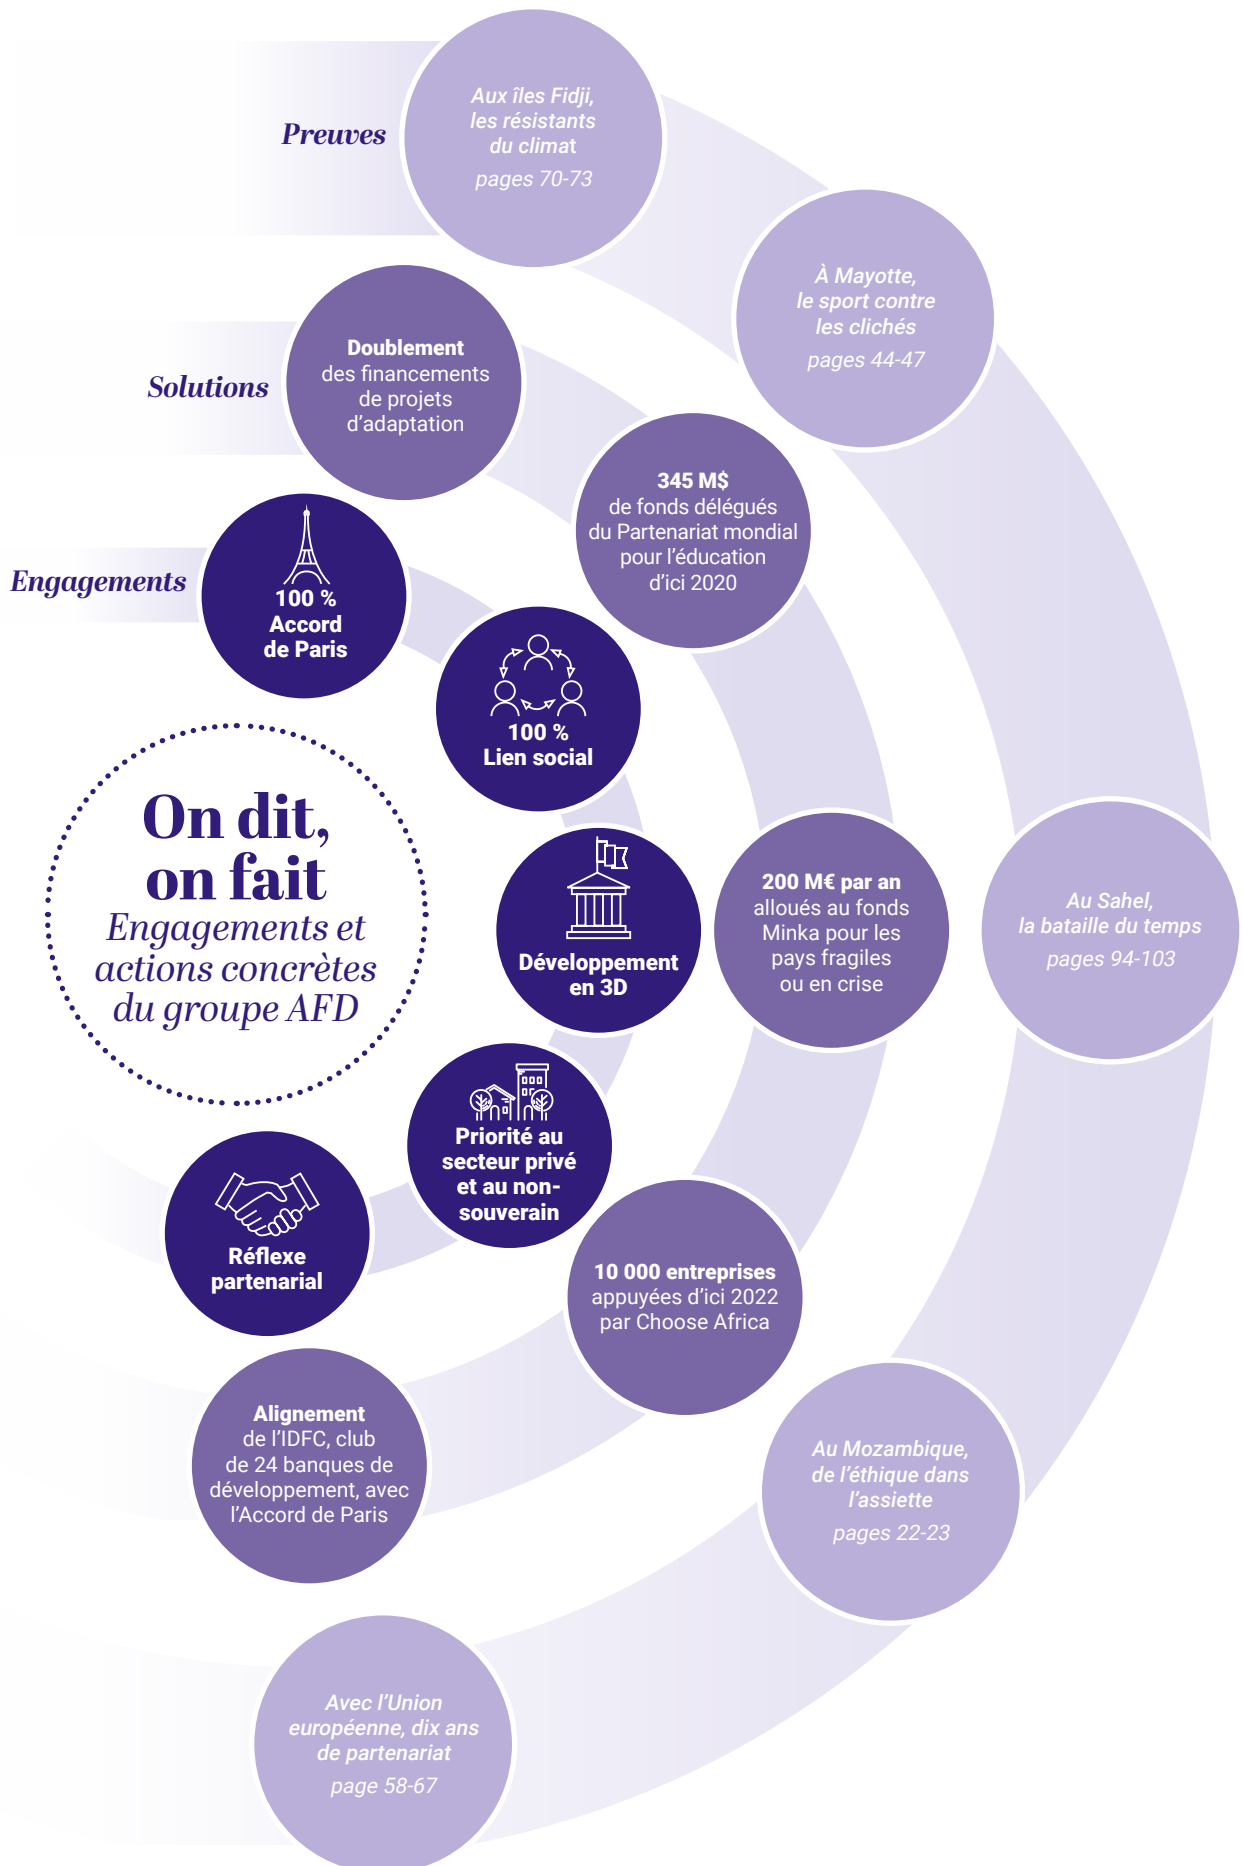 Preuves
Aux îles Fidji,
les résistants
du climat
pages 70-73
À Mayotte,
le sport contre
les clichés
pages 44-47
Au Sahel,
la bataille du temps
pages 94-103
Au Mozambique,
de l'éthique dans
l'assiette
pages 22-23
Avec l'Union
européenne, dix ans
de partenariat
page 58-67
Solutions
Doublement
des financements
de projets
d'adaptation
345 M$
de fonds délégués
du Partenariat mondial
pour l'éducation
d'ici 2020
200 M€ par an
alloués au fonds
Minka pour les
pays fragiles
ou en crise
10 000 entreprises
appuyées d'ici 2022
par Choose Africa
Alignement
de l'IDFC, club
de 24 banques de
développement, avec
l'Accord de Paris
Engagements
100 %
Accord
de Paris
100 %
Lien social
Développement
en 3D
Priorité au
secteur privé
et au non-
souverain
Réflexe
partenarial
On dit,
on fait
Engagements et
actions concrètes
du groupe AFD